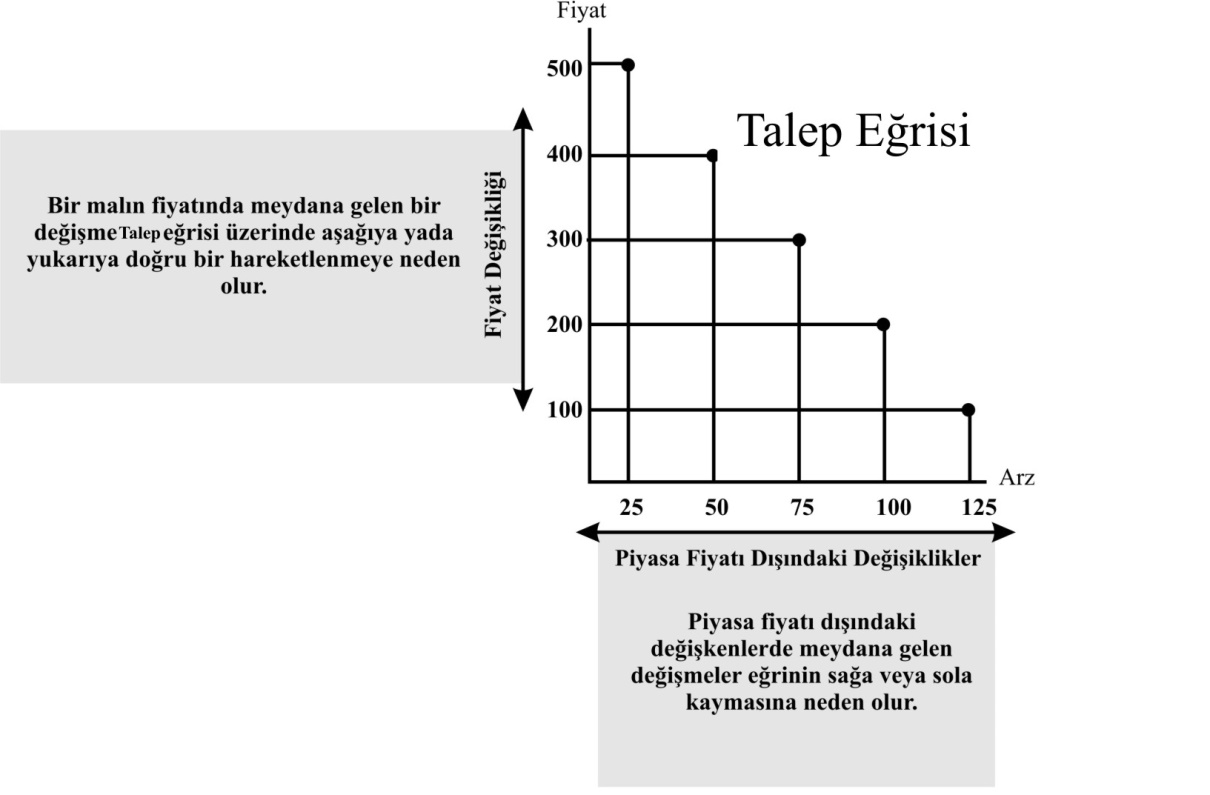 Fiyat
500
Talep Eğrisi
400
300
200
100
Fiyat Değişikliği
Bir malın fiyatında meydana gelen bir
değişme Talep eğrisi üzerinde aşağıya yada
yukarıya doğru bir hareketlenmeye neden
olur.
Arz
25 50 75 100 125
Piyasa Fiyatı Dışındaki Değişiklikler
Piyasa fiyatı dışındaki
değişkenlerde meydana gelen
değişmeler eğrinin sağa veya sola
kaymasına neden olur.